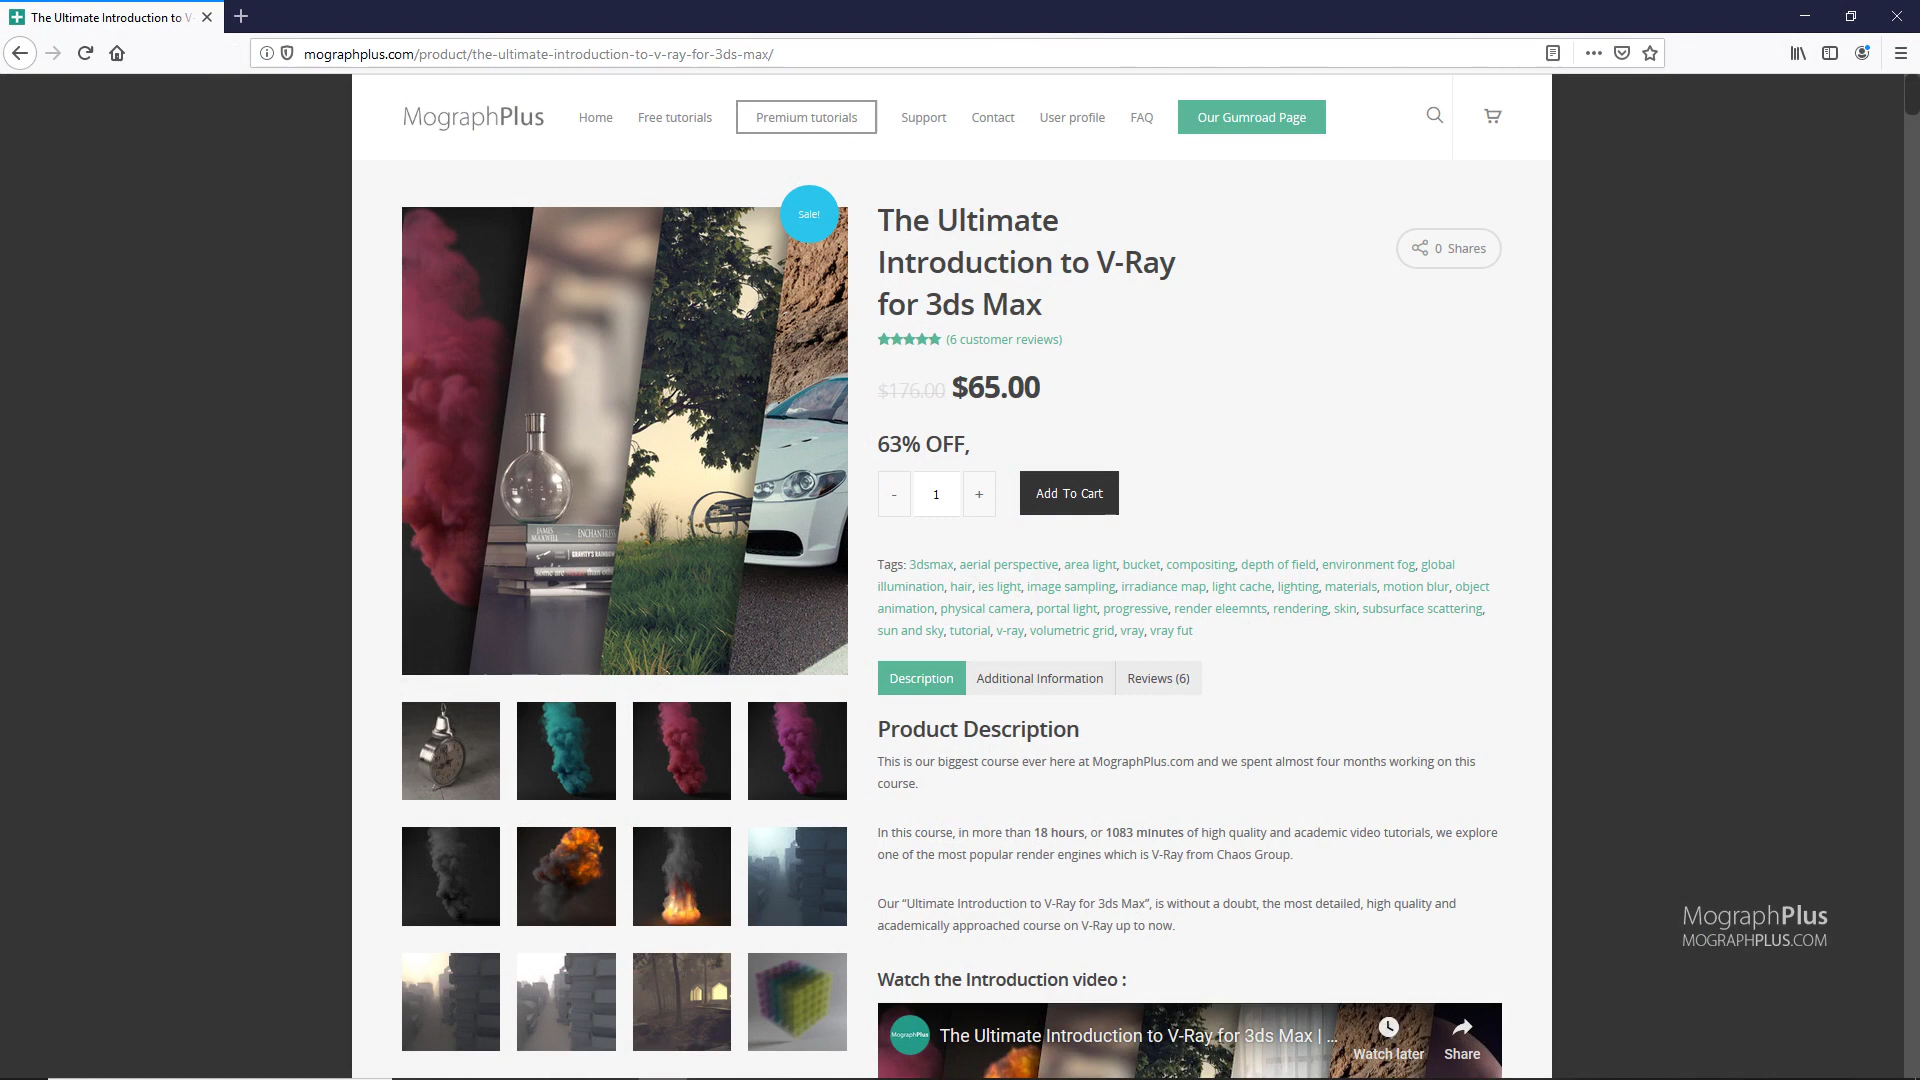 The Ultimate Introduction to V-
mographplus.com/product/the-ultimate-introduction-to-v-ray-for-3ds-max/
MographPlus
Home
Free tutorials
Premium tutorials
Support
Contact
User profile
FAQ
Our Gumroad Page
Sale!
The Ultimate
Introduction to V-Ray
for 3ds Max
0 Shares
(6 customer reviews)
$176.00 $65.00
63% OFF,
- 1 +
Add To Cart
JAMES
MAXWELL
ENCHANTRESS
GRAVITY'S RAINBOW
some are than
Tags: 3dsmax, aerial perspective, area light, bucket, compositing, depth of field, environment fog, global
illumination, hair, ies light, image sampling, irradiance map, light cache, lighting, materials, motion blur, object
animation, physical camera, portal light, progressive, render eleemnts, rendering, skin, subsurface scattering,
sun and sky, tutorial, v-ray, volumetric grid, vray, vray fut
Description
Additional Information
Reviews (6)
Product Description
This is our biggest course ever here at MographPlus.com and we spent almost four months working on this
course.
In this course, in more than 18 hours, or 1083 minutes of high quality and academic video tutorials, we explore
one of the most popular render engines which is V-Ray from Chaos Group.
Our “Ultimate Introduction to V-Ray for 3ds Max”, is without a doubt, the most detailed, high quality and
academically approached course on V-Ray up to now.
Watch the Introduction video :
MographPlus
The Ultimate Introduction to V-Ray for 3ds Max | ...
Watch later
Share
MographPlus
MOGRAPHPLUS.COM